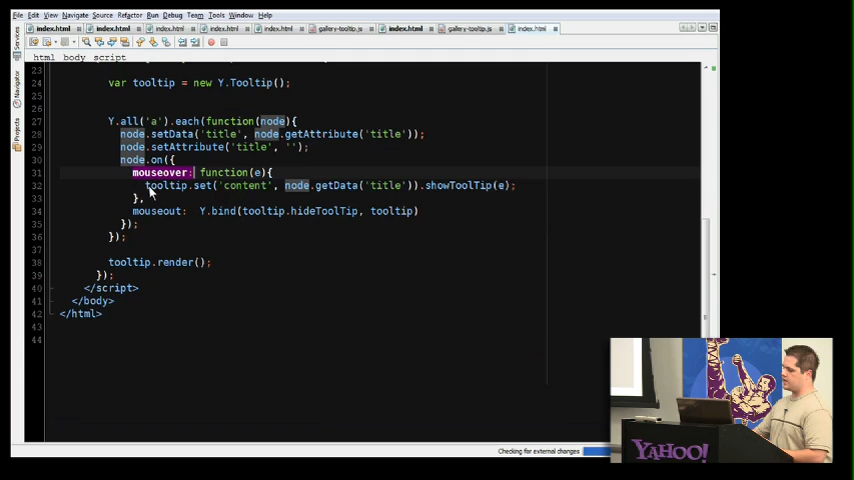 File Edit View Navigate Source Refactor Run Debug Team Tools Window Help
index.html index.html index.html index.html index.html gallery-tooltip.js index.html gallery-tooltip.js index.html
html body script
Services
Navigator
Projects
23
24 var tooltip = new Y.Tooltip();
25
26
27 Y.all('a').each(function(node){
28 node.setData('title', node.getAttribute('title'));
29 node.setAttribute('title', '');
30 node.on({
31 mouseover: function(e){
32 tooltip.set('content', node.getData('title')).showToolTip(e);
33 },
34 mouseout: Y.bind(tooltip.hideToolTip, tooltip)
35 });
36 });
37
38 tooltip.render();
39 });
40 </script>
41 </body>
42 </html>
43
44
Checking for external changes
YAHOO!